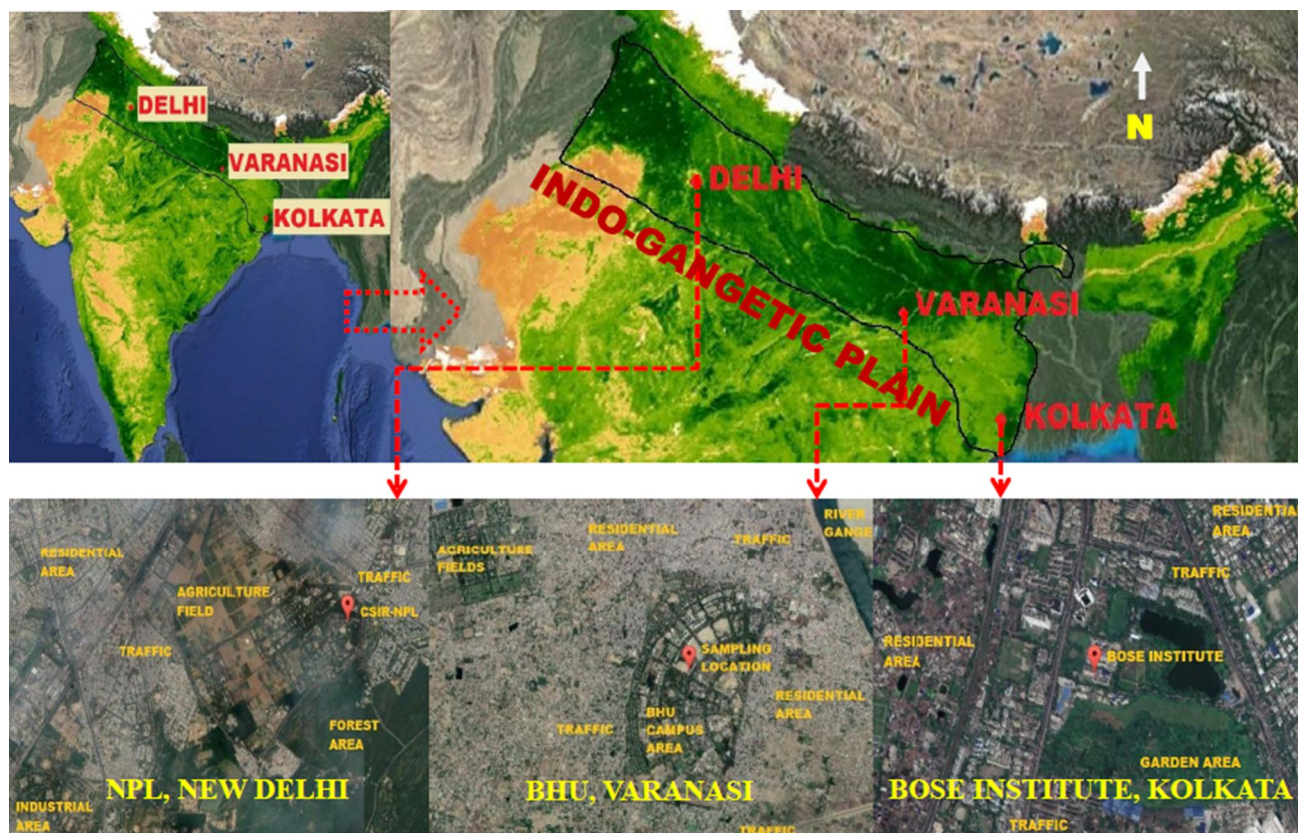 DELHI
VARANASI
KOLKATA
N
DELHI
INDO-GANGETIC PLAIN
VARANASI
KOLKATA
RESIDENTIAL
AREA
AGRICULTURE
FIELD
TRAFFIC
CSIR-NPL
TRAFFIC
FOREST
AREA
NPL, NEW DELHI
INDUSTRIAL
AREA
AGRICULTURE
FIELDS
RESIDENTIAL
AREA
TRAFFIC
RIVER
GANGE
SAMPLING
LOCATION
RESIDENTIAL
AREA
BHU
CAMPUS
AREA
TRAFFIC
BHU, VARANASI
TRAFFIC
RESIDENTIAL
AREA
TRAFFIC
RESIDENTIAL
AREA
BOSE INSTITUTE
GARDEN AREA
BOSE INSTITUTE, KOLKATA
TRAFFIC